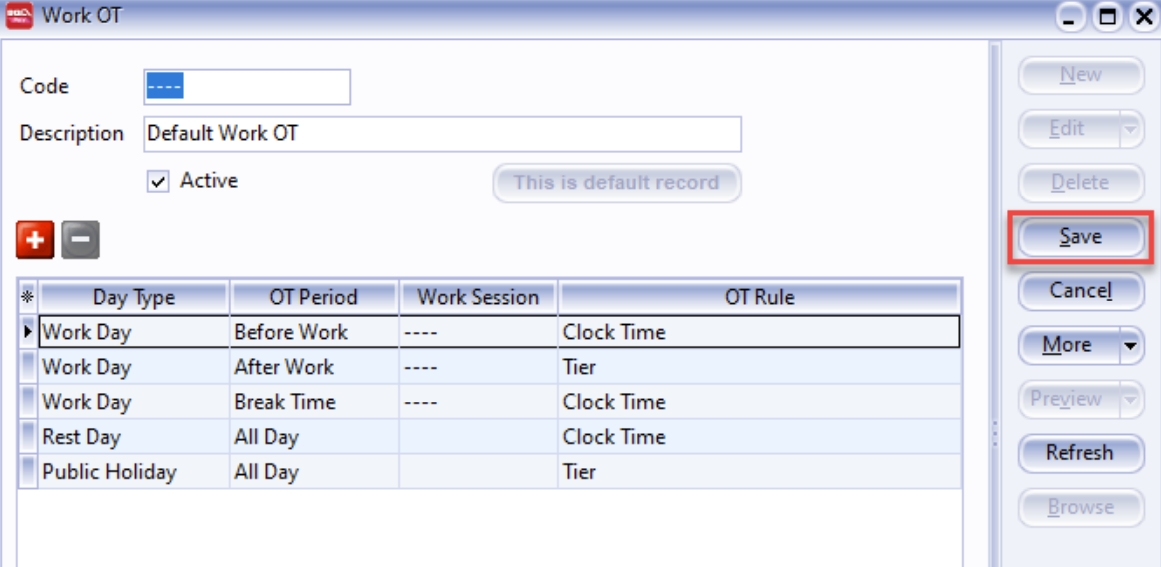 Work OT
Code ----
Description Default Work OT
Active This is default record
Day Type OT Period Work Session OT Rule
Work Day Before Work ---- Clock Time
Work Day After Work ---- Tier
Work Day Break Time ---- Clock Time
Rest Day All Day Clock Time
Public Holiday All Day Tier
New
Edit
Delete
Save
Cancel
More
Preview
Refresh
Browse